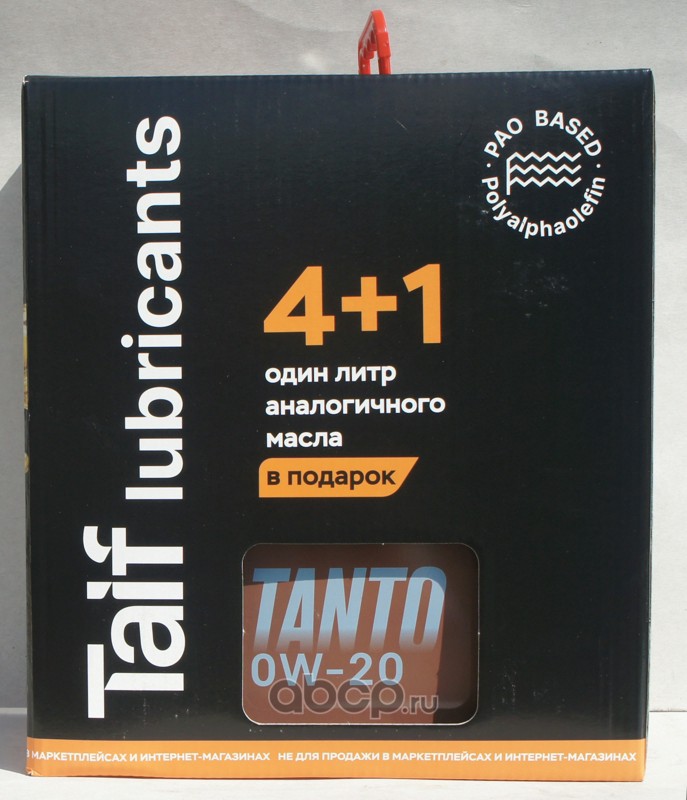 Taif lubricants
· PAO BASED ·
Polyalphaolefin
4+1
один литр
аналогичного
масла
в подарок
TANTO
0W-20
abcp.ru
В МАРКЕТПЛЕЙСАХ И ИНТЕРНЕТ-МАГАЗИНАХ НЕ ДЛЯ ПРОДАЖИ В МАРКЕТПЛЕЙСАХ И ИНТЕРНЕТ-МАГАЗИНАХ